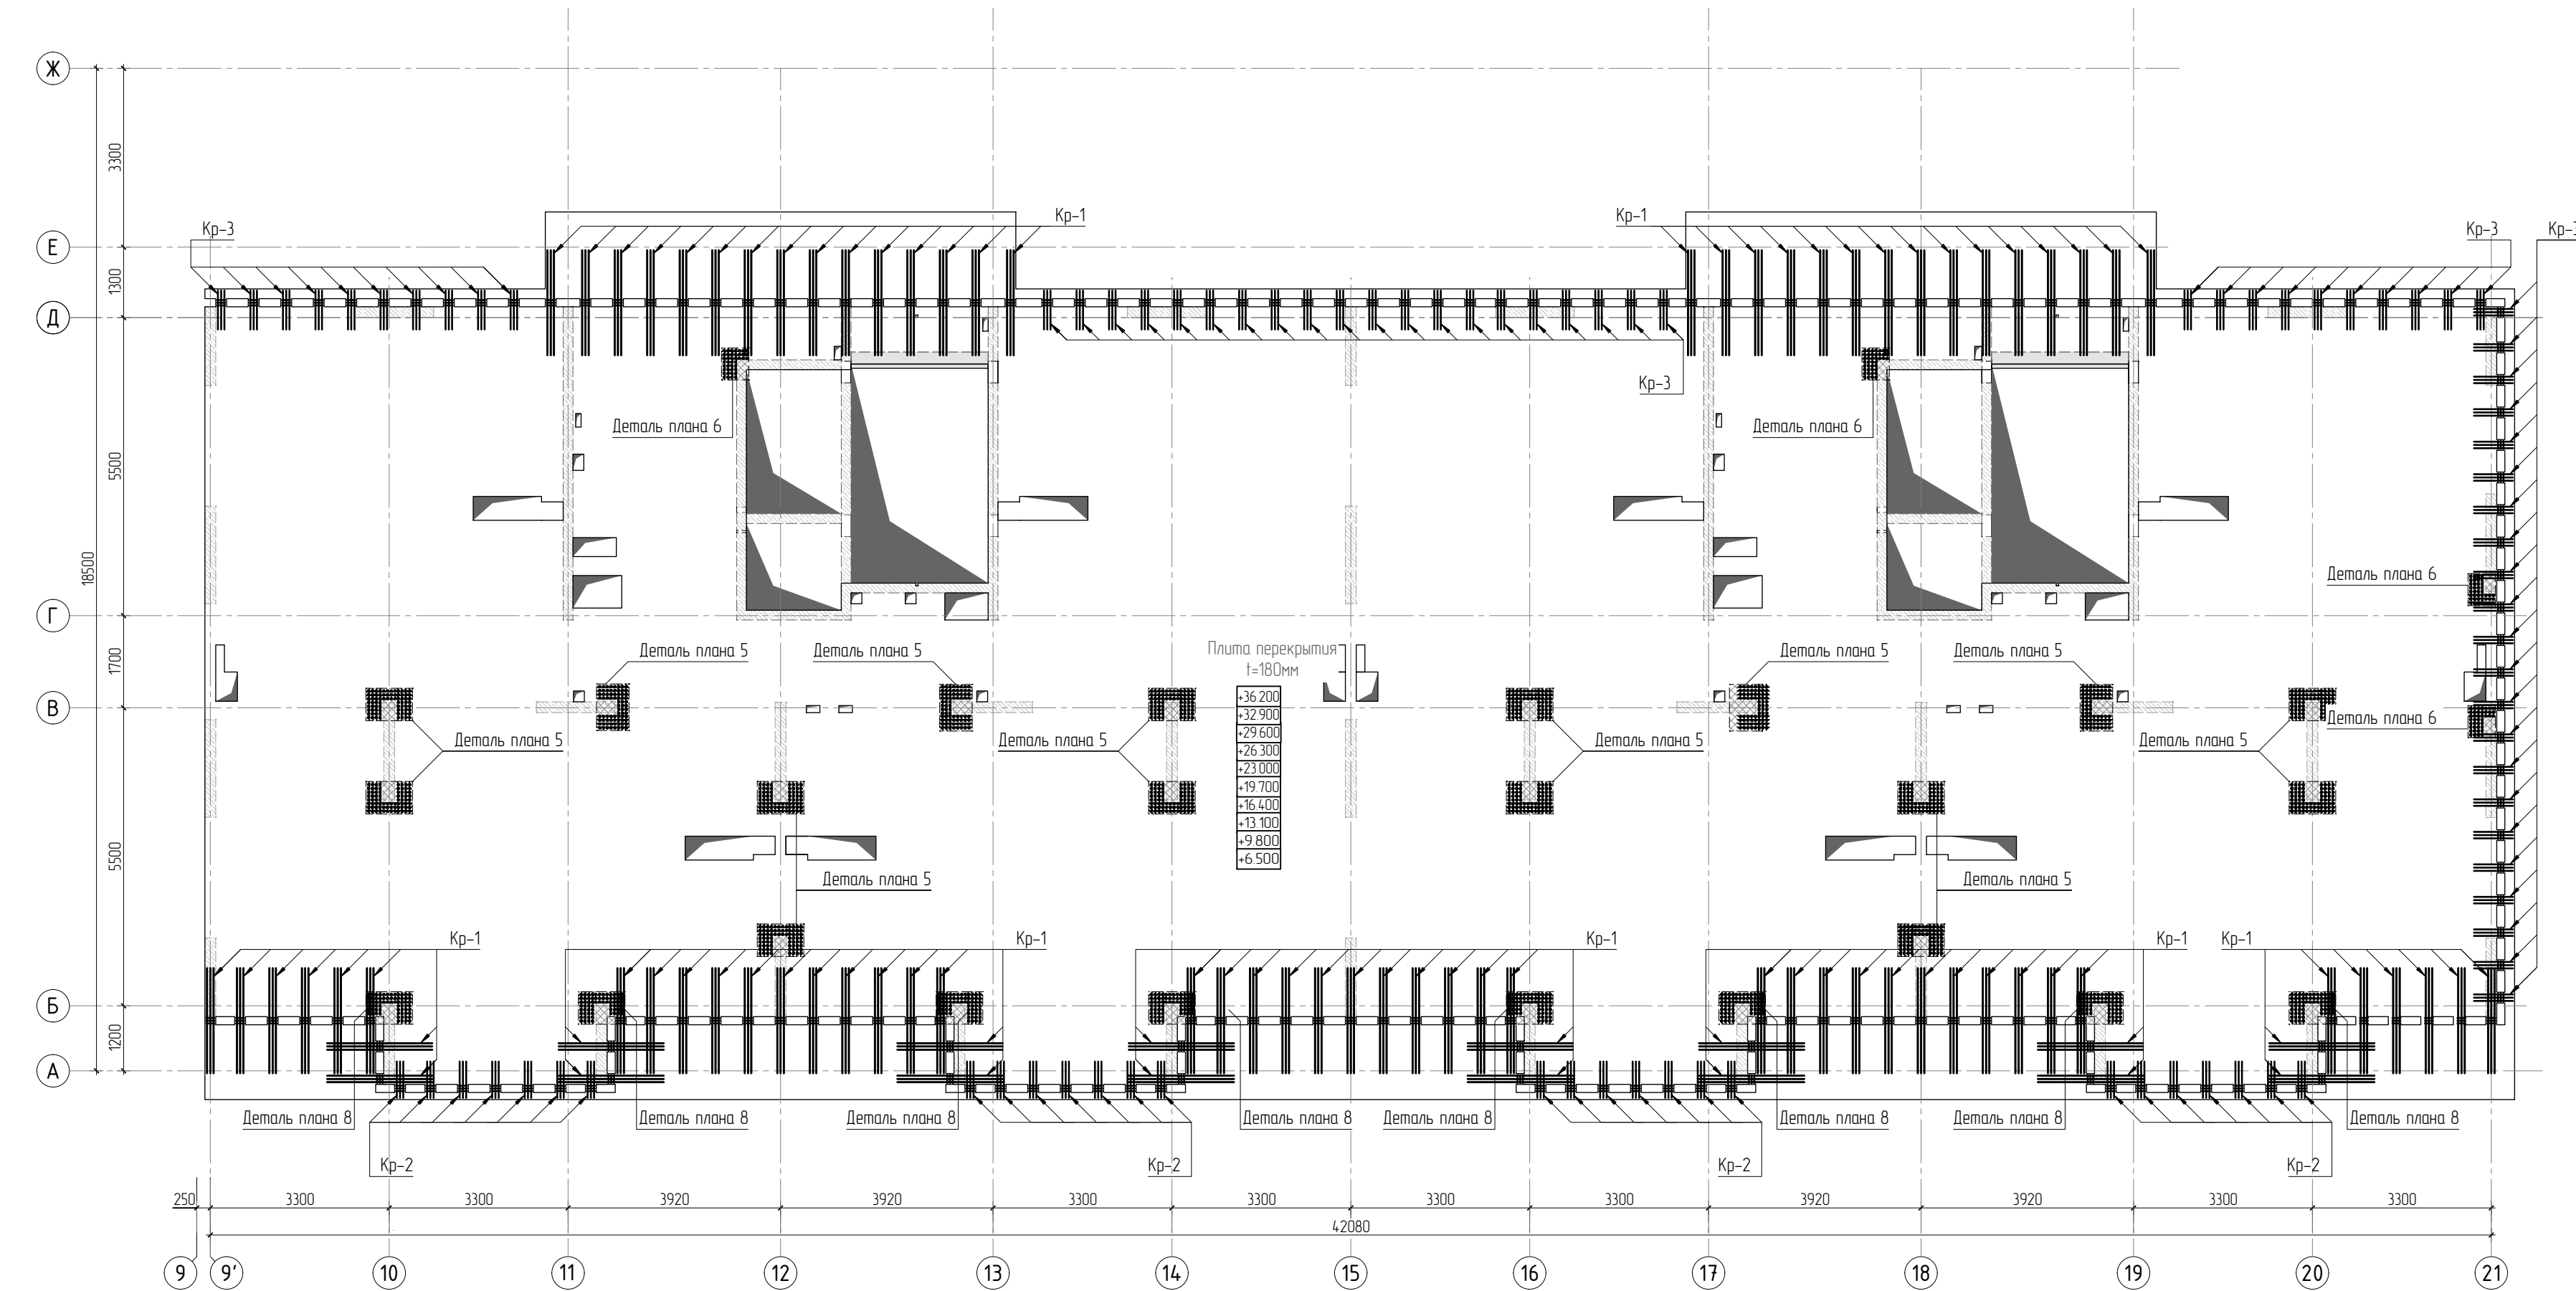 Ж
3300
Кр-3
Кр-1
Кр-1
Кр-3
Кр-3
Е
1300
Д
Кр-3
Деталь плана 6
Деталь плана 6
5500
18500
Деталь плана 6
Г
1700
Деталь плана 5
Деталь плана 5
Плита перекрытия
t=180мм
Деталь плана 5
Деталь плана 5
В
+36.200
+32.900
+29.600
+26.300
+23.000
+19.700
+16.400
+13.100
+9.800
+6.500
Деталь плана 6
Деталь плана 5
Деталь плана 5
Деталь плана 5
Деталь плана 5
5500
Деталь плана 5
Деталь плана 5
Кр-1
Кр-1
Кр-1
Кр-1
Кр-1
Б
1200
А
Деталь плана 8
Деталь плана 8
Деталь плана 8
Деталь плана 8
Деталь плана 8
Деталь плана 8
Деталь плана 8
Деталь плана 8
Кр-2
Кр-2
Кр-2
Кр-2
250
3300
3300
3920
3920
3300
3300
3300
3300
3920
3920
3300
3300
42080
9
9'
10
11
12
13
14
15
16
17
18
19
20
21